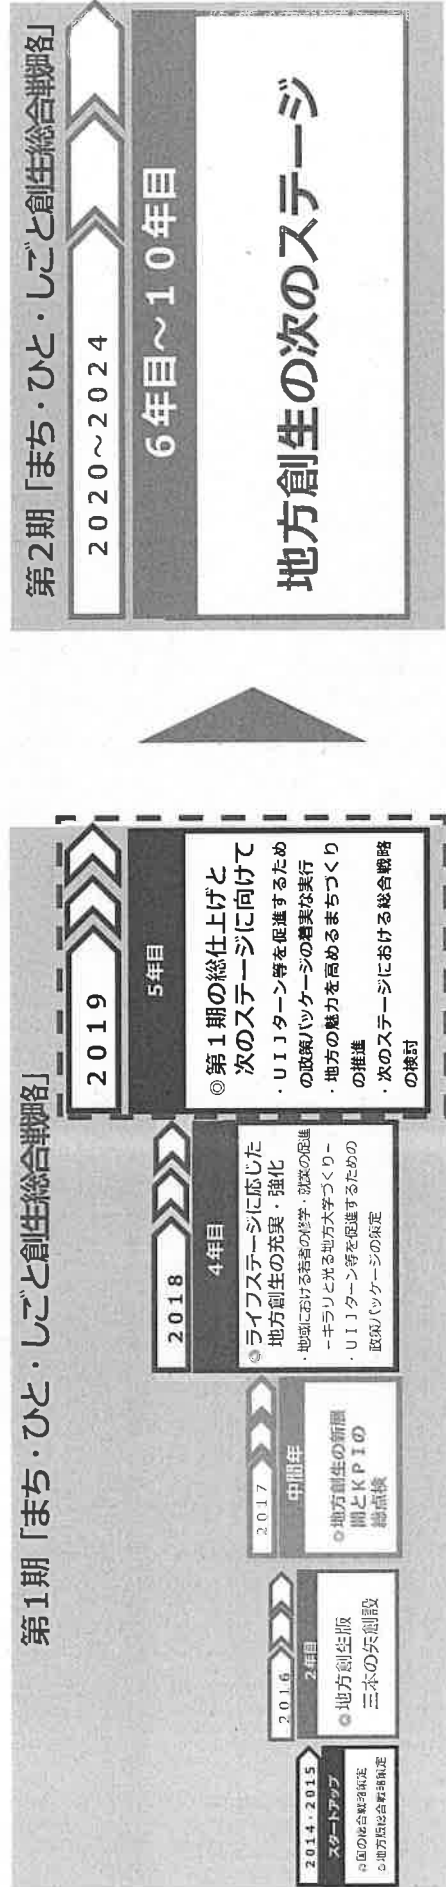 第1期「まち・ひと・しごと創生総合戦略」
2014・2015
スタートアップ
◎国の総合戦略策定
◎地方版総合戦略策定
2016
2年目
◎地方創生版
三本の矢創設
2017
中間年
◎地方創生の新展
開とKPIの
総点検
2018
4年目
◎ライフステージに応じた
地方創生の充実・強化
・地域における若者の修学・就業の促進
－キラリと光る地方大学づくり－
・UIJターン等を促進するための
政策パッケージの策定
2019
5年目
◎第1期の総仕上げと
次のステージに向けて
・UIJターン等を促進するため
の政策パッケージの着実な実行
・地方の魅力を高めるまちづくり
の推進
・次のステージにおける総合戦略
の検討
第2期「まち・ひと・しごと創生総合戦略」
2020～2024
6年目～10年目
地方創生の次のステージ